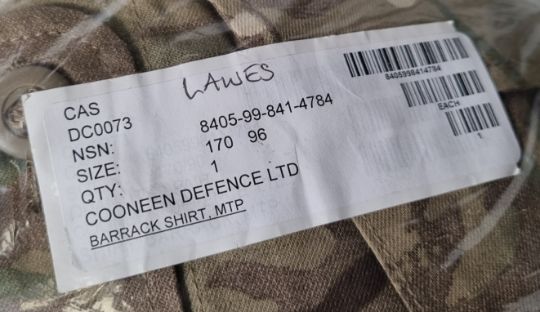 LAWES
CAS
DC0073
NSN: 8405-99-841-4784
SIZE: 170 96
QTY: 1
COONEEN DEFENCE LTD
BARRACK SHIRT, MTP
8405998414784
EACH
1